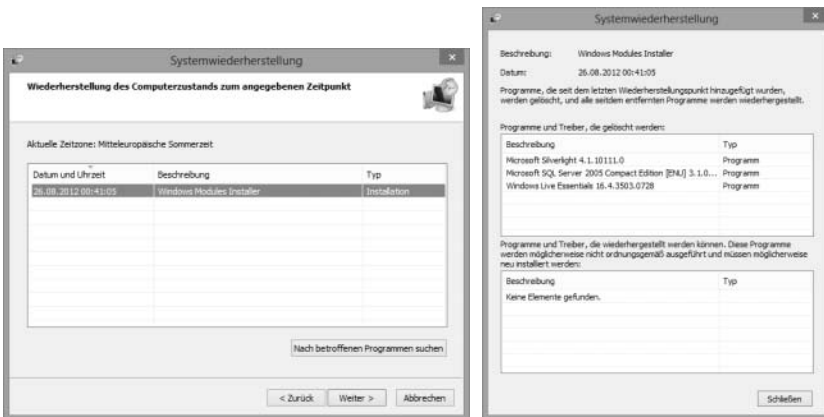 Systemwiederherstellung
Wiederherstellung des Computerzustands zum angegebenen Zeitpunkt
Aktuelle Zeitzone: Mitteleuropäische Sommerzeit
Datum und Uhrzeit Beschreibung Typ
26.08.2012 00:41:05 Windows Modules Installer Installation
Nach betroffenen Programmen suchen
< Zurück Weiter > Abbrechen
Systemwiederherstellung
Beschreibung: Windows Modules Installer
Datum: 26.08.2012 00:41:05
Programme, die seit dem letzten Wiederherstellungspunkt hinzugefügt wurden,
werden gelöscht, und alle seitdem entfernten Programme werden wiederhergestellt.
Programme und Treiber, die gelöscht werden:
Beschreibung Typ
Microsoft Silverlight 4.1.10111.0 Programm
Microsoft SQL Server 2005 Compact Edition [ENU] 3.1.0... Programm
Windows Live Essentials 16.4.3503.0728 Programm
Programme und Treiber, die wiederhergestellt werden können. Diese Programme
werden möglicherweise nicht ordnungsgemäß ausgeführt und müssen möglicherweise
neu installiert werden:
Beschreibung Typ
Keine Elemente gefunden.
Schließen